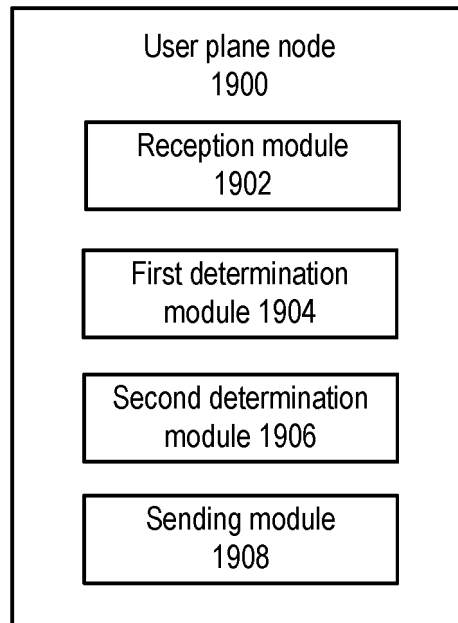 User plane node
1900
Reception module
1902
First determination
module 1904
Second determination
module 1906
Sending module
1908